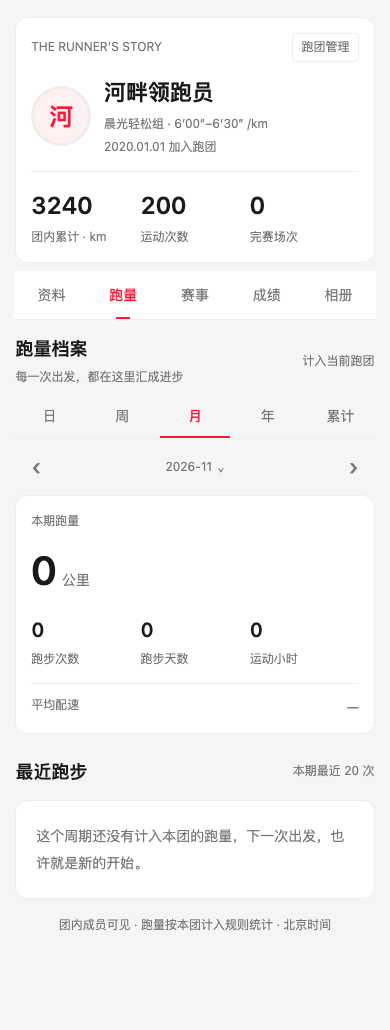 THE RUNNER'S STORY
跑团管理
河
河畔领跑员
晨光轻松组 · 6′00″–6′30″ /km
2020.01.01 加入跑团
3240
200
0
团内累计 · km
运动次数
完赛场次
资料
跑量
赛事
成绩
相册
跑量档案
每一次出发，都在这里汇成进步
计入当前跑团
日
周
月
年
累计
‹
2026-11 ⌄
›
本期跑量
0 公里
0
0
0
跑步次数
跑步天数
运动小时
平均配速
—
最近跑步
本期最近 20 次
这个周期还没有计入本团的跑量，下一次出发，也
许就是新的开始。
团内成员可见 · 跑量按本团计入规则统计 · 北京时间